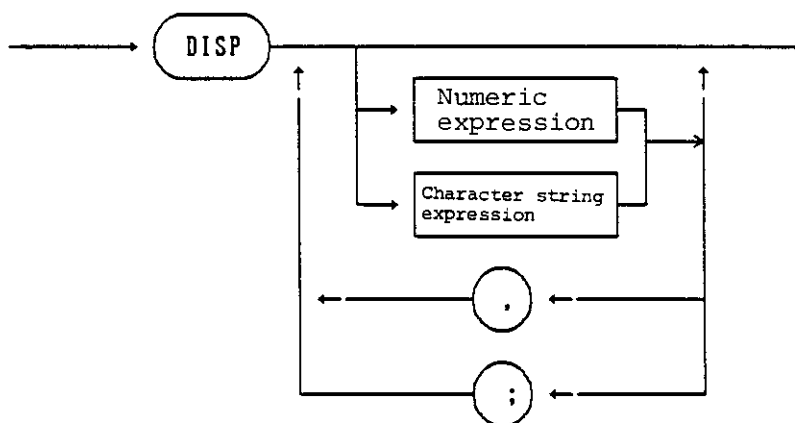 DISP
Numeric
expression
Character string
expression
,
;